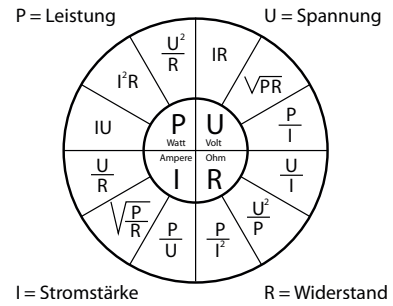 P = Leistung
U = Spannung
U²/R
IR
I²R
√PR
IU
P
U
P/I
Watt
Volt
Ampere
Ohm
U/R
I
R
U/I
√P/R
P/U
P/I²
U²/P
I = Stromstärke
R = Widerstand